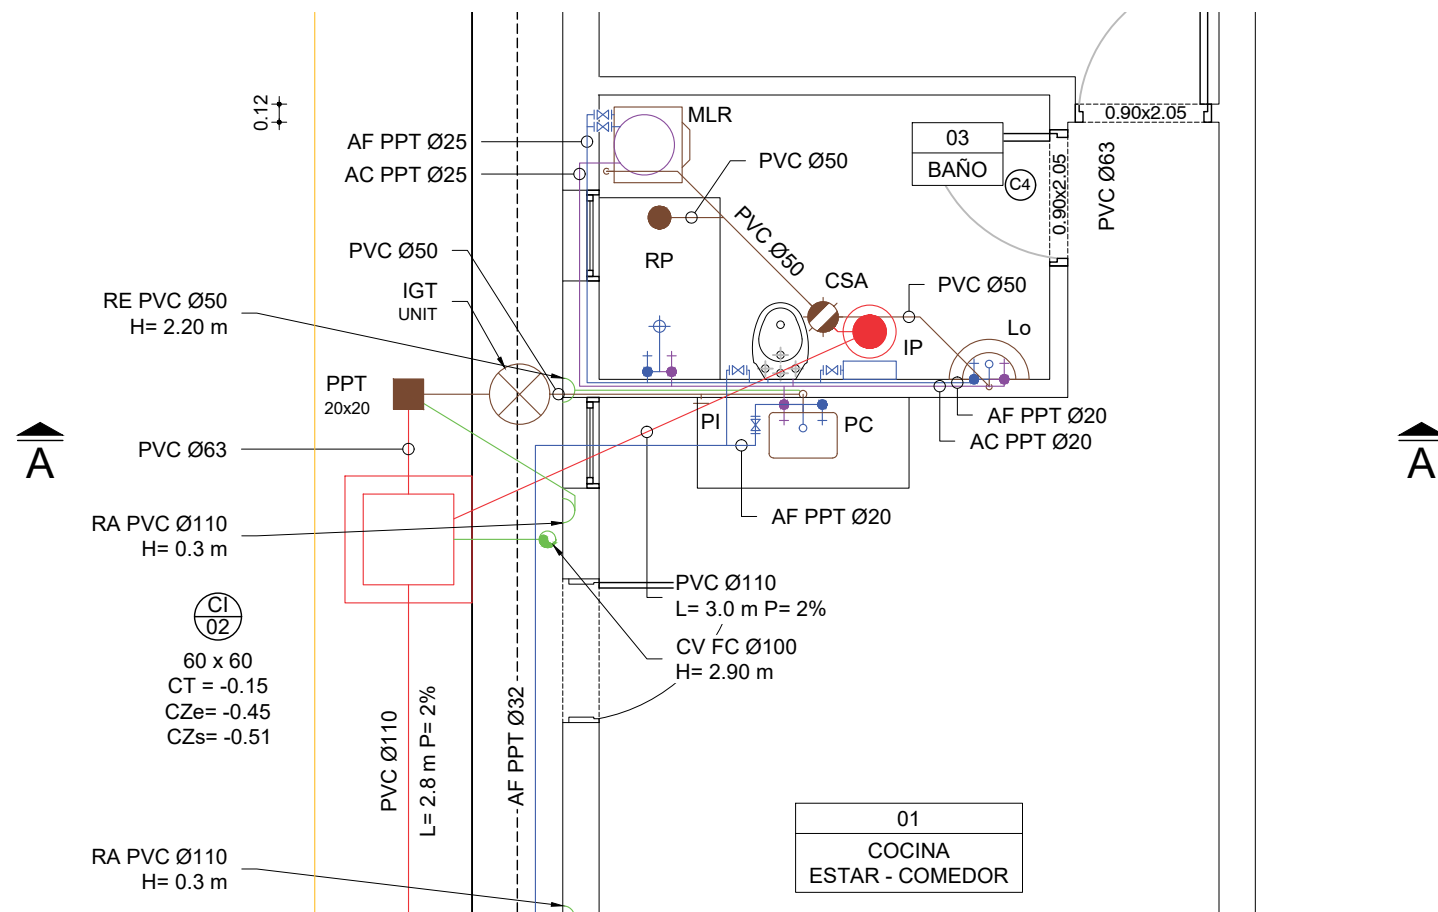 0.12
AF PPT Ø25
AC PPT Ø25
MLR
PVC Ø50
03
BAÑO
C4
0.90x2.05
0.90x2.05
PVC Ø63
PVC Ø50
RP
PVC Ø50
CSA
PVC Ø50
IP
Lo
RE PVC Ø50
H= 2.20 m
IGT
UNIT
PPT
20x20
PVC Ø63
A
PI
PC
AF PPT Ø20
AC PPT Ø20
A
AF PPT Ø20
RA PVC Ø110
H= 0.3 m
PVC Ø110
L= 3.0 m P= 2%
CV FC Ø100
H= 2.90 m
CI
02
60 x 60
CT = -0.15
CZe= -0.45
CZs= -0.51
PVC Ø110
L= 2.8 m P= 2%
AF PPT Ø32
01
COCINA
ESTAR - COMEDOR
RA PVC Ø110
H= 0.3 m